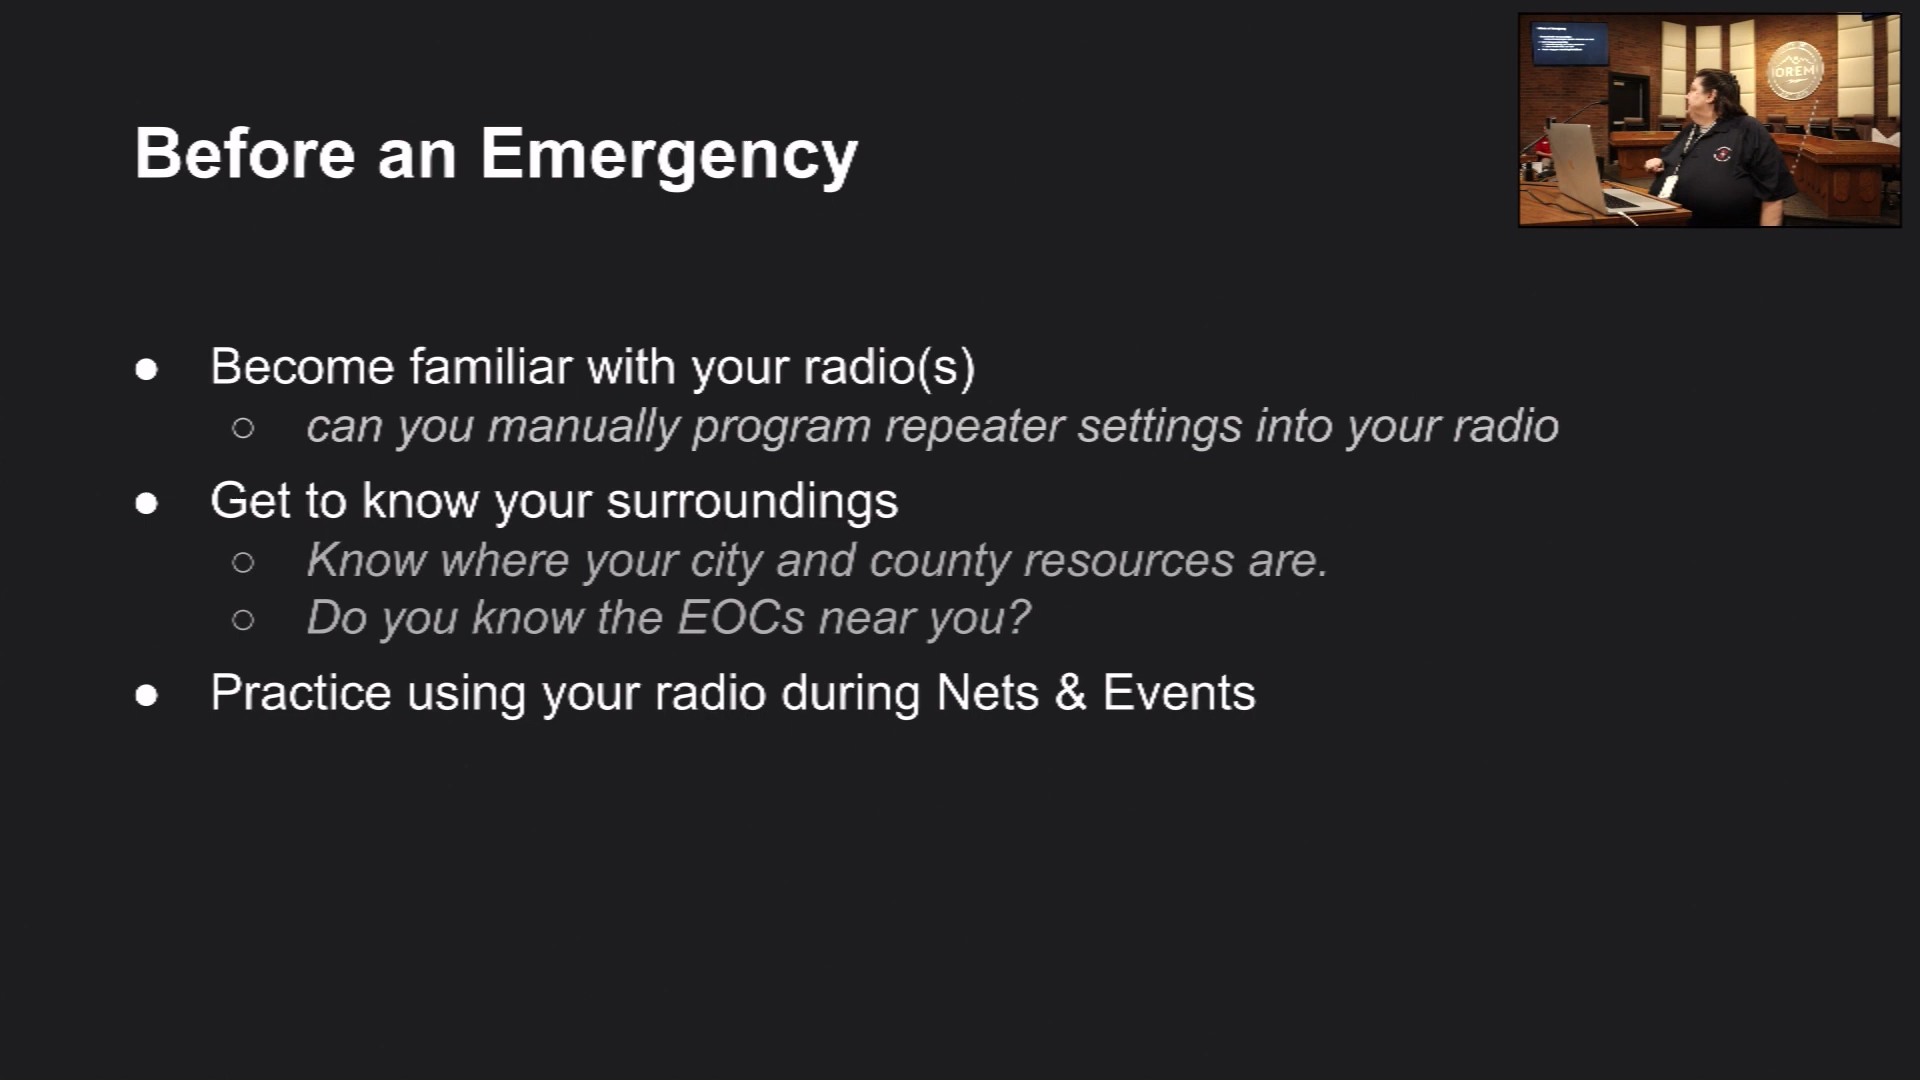 Before an Emergency
OREM
● Become familiar with your radio(s)
○ can you manually program repeater settings into your radio
● Get to know your surroundings
○ Know where your city and county resources are.
○ Do you know the EOCs near you?
● Practice using your radio during Nets & Events